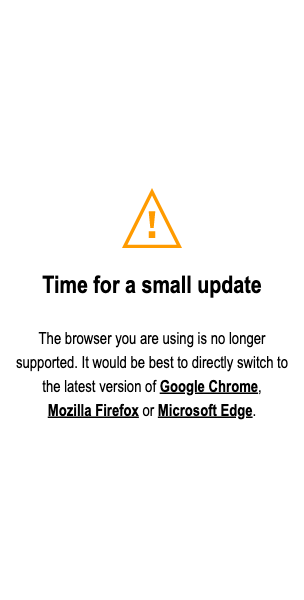 !
Time for a small update
The browser you are using is no longer
supported. It would be best to directly switch to
the latest version of Google Chrome,
Mozilla Firefox or Microsoft Edge.